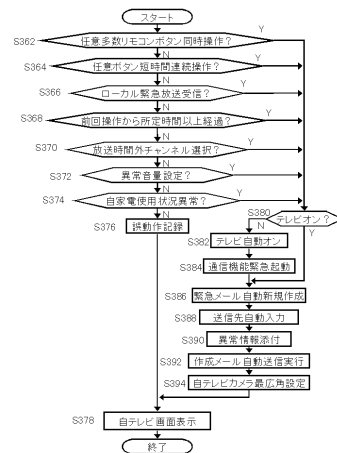 スタート
S362 任意多数リモコンボタン同時操作？ Y
N
S364 任意ボタン短時間連続操作？ Y
N
S366 ローカル緊急放送受信？ Y
N
S368 前回操作から所定時間以上経過？ Y
N
S370 放送時間外チャンネル選択？ Y
N
S372 異常音量設定？ Y
N
S374 自家電使用状況異常？ Y
N
S376 誤動作記録
S380 テレビオン？
N
Y
S382 テレビ自動オン
S384 通信機能緊急起動
S386 緊急メール自動新規作成
S388 送信先自動入力
S390 異常情報添付
S392 作成メール自動送信実行
S394 自テレビカメラ最広角設定
S378 自テレビ画面表示
終了